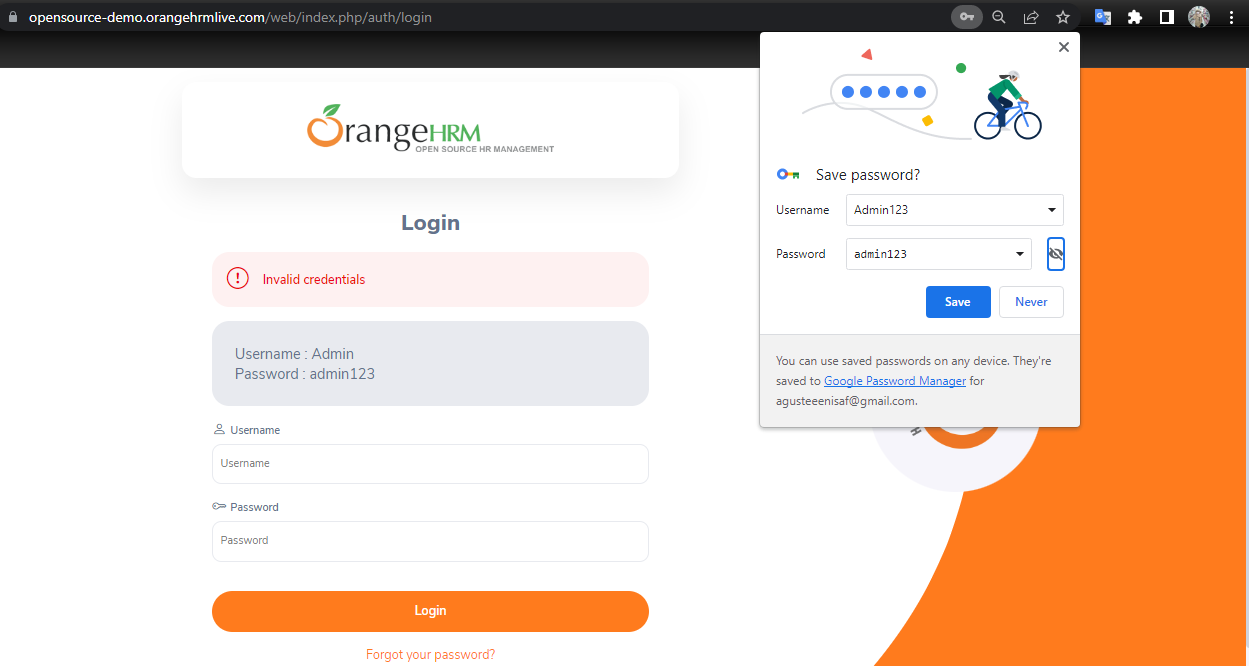 opensource-demo.orangehrmlive.com/web/index.php/auth/login
OrangeHRM
OPEN SOURCE HR MANAGEMENT
Login
Invalid credentials
Username : Admin
Password : admin123
Username
Username
Password
Password
Login
Forgot your password?
Save password?
Username Admin123
Password admin123
Save Never
You can use saved passwords on any device. They're
saved to Google Password Manager for
agusteeenisaf@gmail.com.
H